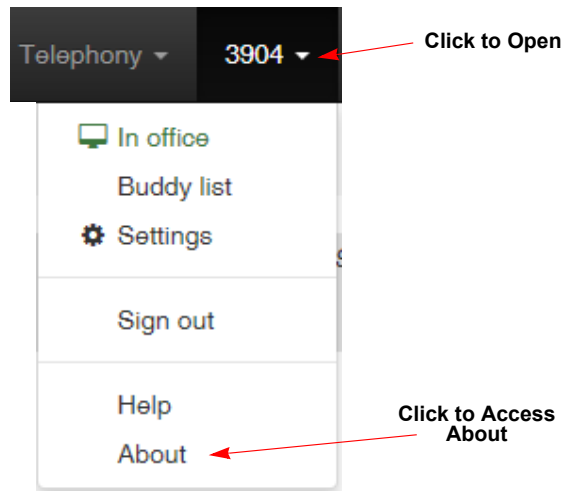 Telephony 3904 Click to Open
In office
Buddy list
Settings
Sign out
Help
About
Click to Access
About